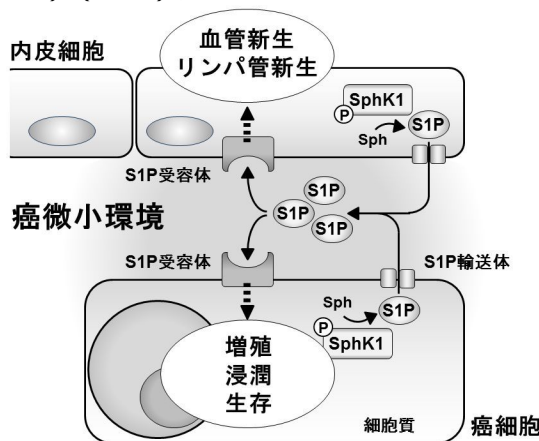 血管新生
リンパ管新生
内皮細胞
SphK1
P
Sph
S1P
S1P受容体
S1P
S1P
S1P
癌微小環境
S1P受容体
S1P輸送体
Sph
S1P
P
SphK1
増殖
浸潤
生存
細胞質
癌細胞